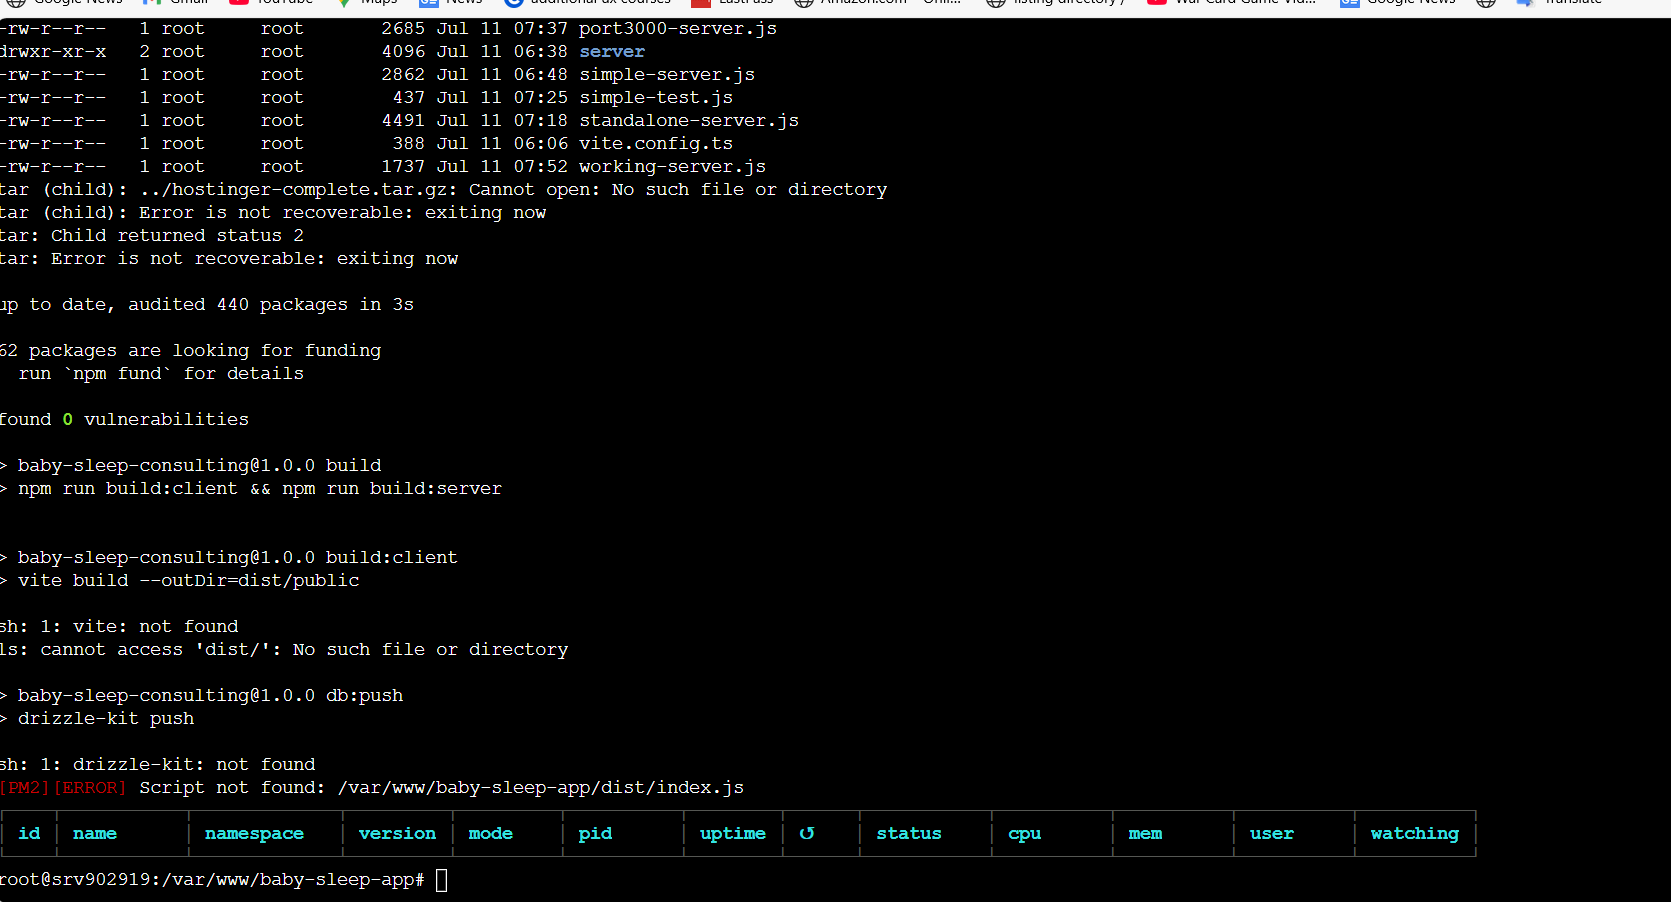 Google News Gmail YouTube Maps News additional dx courses LastPass Amazon.com - Onli... listing directory / War Card Game Vid... Google News Translate
-rw-r--r-- 1 root root 2685 Jul 11 07:37 port3000-server.js
drwxr-xr-x 2 root root 4096 Jul 11 06:38 server
-rw-r--r-- 1 root root 2862 Jul 11 06:48 simple-server.js
-rw-r--r-- 1 root root 437 Jul 11 07:25 simple-test.js
-rw-r--r-- 1 root root 4491 Jul 11 07:18 standalone-server.js
-rw-r--r-- 1 root root 388 Jul 11 06:06 vite.config.ts
-rw-r--r-- 1 root root 1737 Jul 11 07:52 working-server.js
tar (child): ../hostinger-complete.tar.gz: Cannot open: No such file or directory
tar (child): Error is not recoverable: exiting now
tar: Child returned status 2
tar: Error is not recoverable: exiting now
up to date, audited 440 packages in 3s
62 packages are looking for funding
run `npm fund` for details
found 0 vulnerabilities
> baby-sleep-consulting@1.0.0 build
> npm run build:client && npm run build:server
> baby-sleep-consulting@1.0.0 build:client
> vite build --outDir=dist/public
sh: 1: vite: not found
ls: cannot access 'dist/': No such file or directory
> baby-sleep-consulting@1.0.0 db:push
> drizzle-kit push
sh: 1: drizzle-kit: not found
[PM2][ERROR] Script not found: /var/www/baby-sleep-app/dist/index.js
id name namespace version mode pid uptime ↺ status cpu mem user watching
root@srv902919:/var/www/baby-sleep-app#